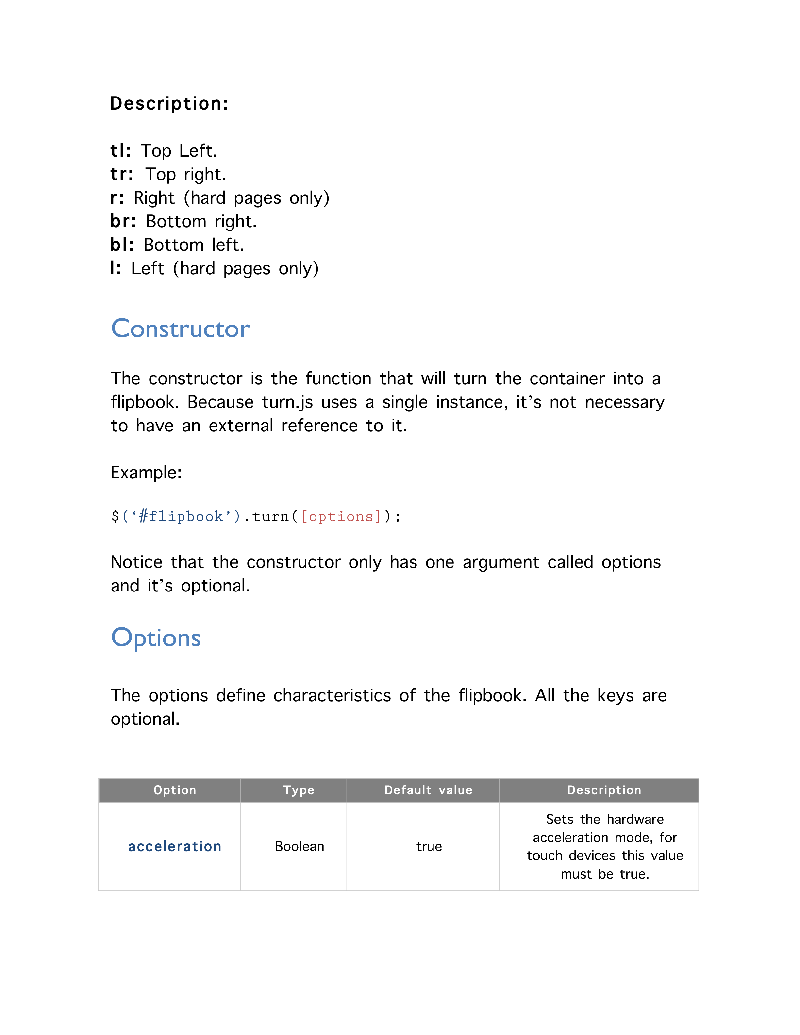 Description:
tl: Top Left.
tr: Top right.
r: Right (hard pages only)
br: Bottom right.
bl: Bottom left.
l: Left (hard pages only)
Constructor
The constructor is the function that will turn the container into a
flipbook. Because turn.js uses a single instance, it’s not necessary
to have an external reference to it.
Example:
$(‘#flipbook’).turn([options]);
Notice that the constructor only has one argument called options
and it’s optional.
Options
The options define characteristics of the flipbook. All the keys are
optional.
Option Type Default value Description
acceleration Boolean true Sets the hardware
acceleration mode, for
touch devices this value
must be true.